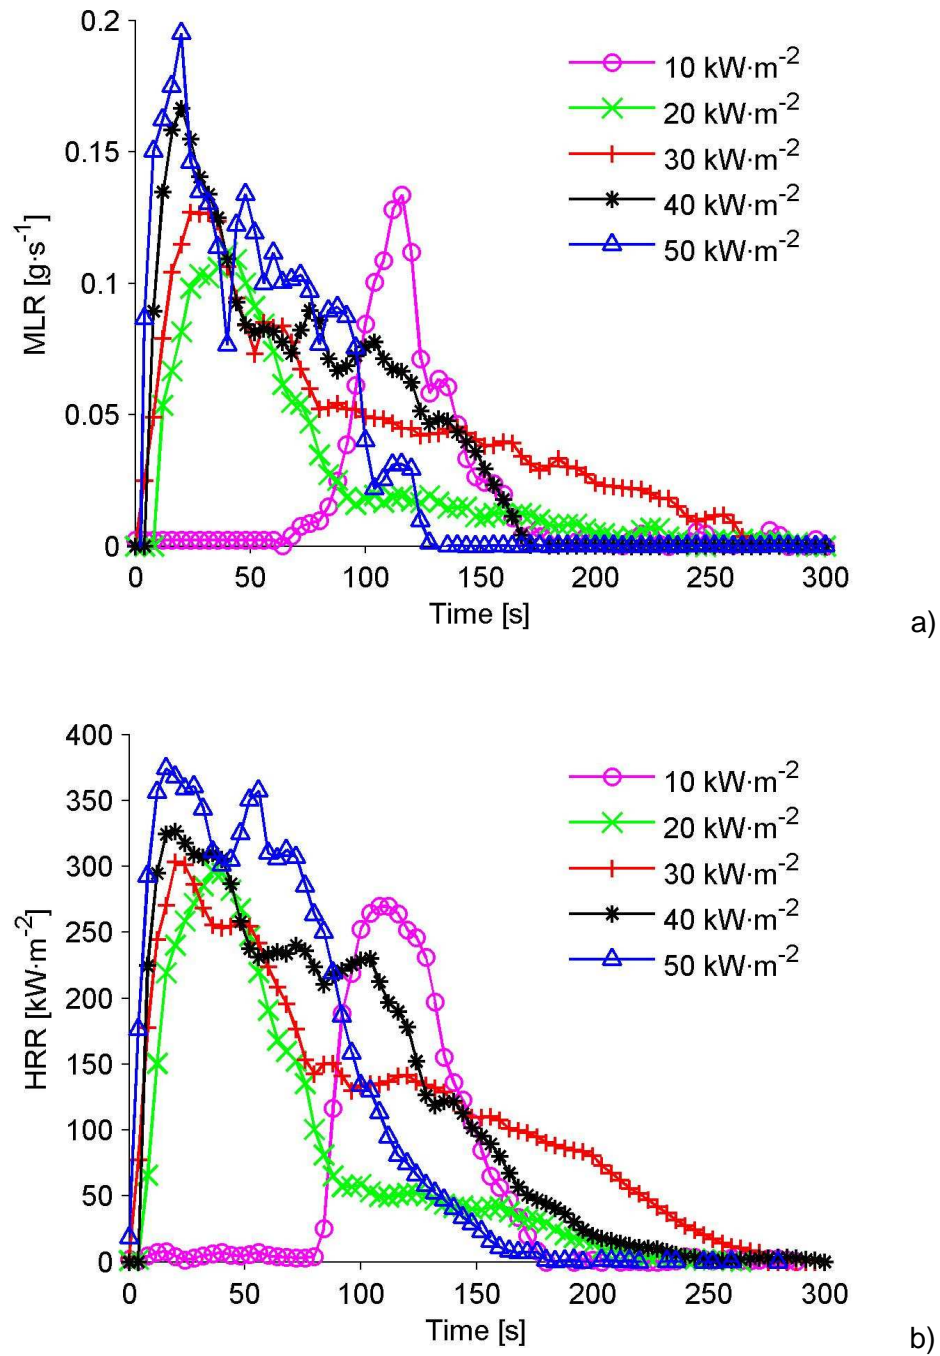 0.2
0.15
0.1
0.05
0
MLR [g·s⁻¹]
10 kW·m⁻²
20 kW·m⁻²
30 kW·m⁻²
40 kW·m⁻²
50 kW·m⁻²
0 50 100 150 200 250 300
Time [s]
a)
400
350
300
250
200
150
100
50
0
HRR [kW·m⁻²]
10 kW·m⁻²
20 kW·m⁻²
30 kW·m⁻²
40 kW·m⁻²
50 kW·m⁻²
0 50 100 150 200 250 300
Time [s]
b)